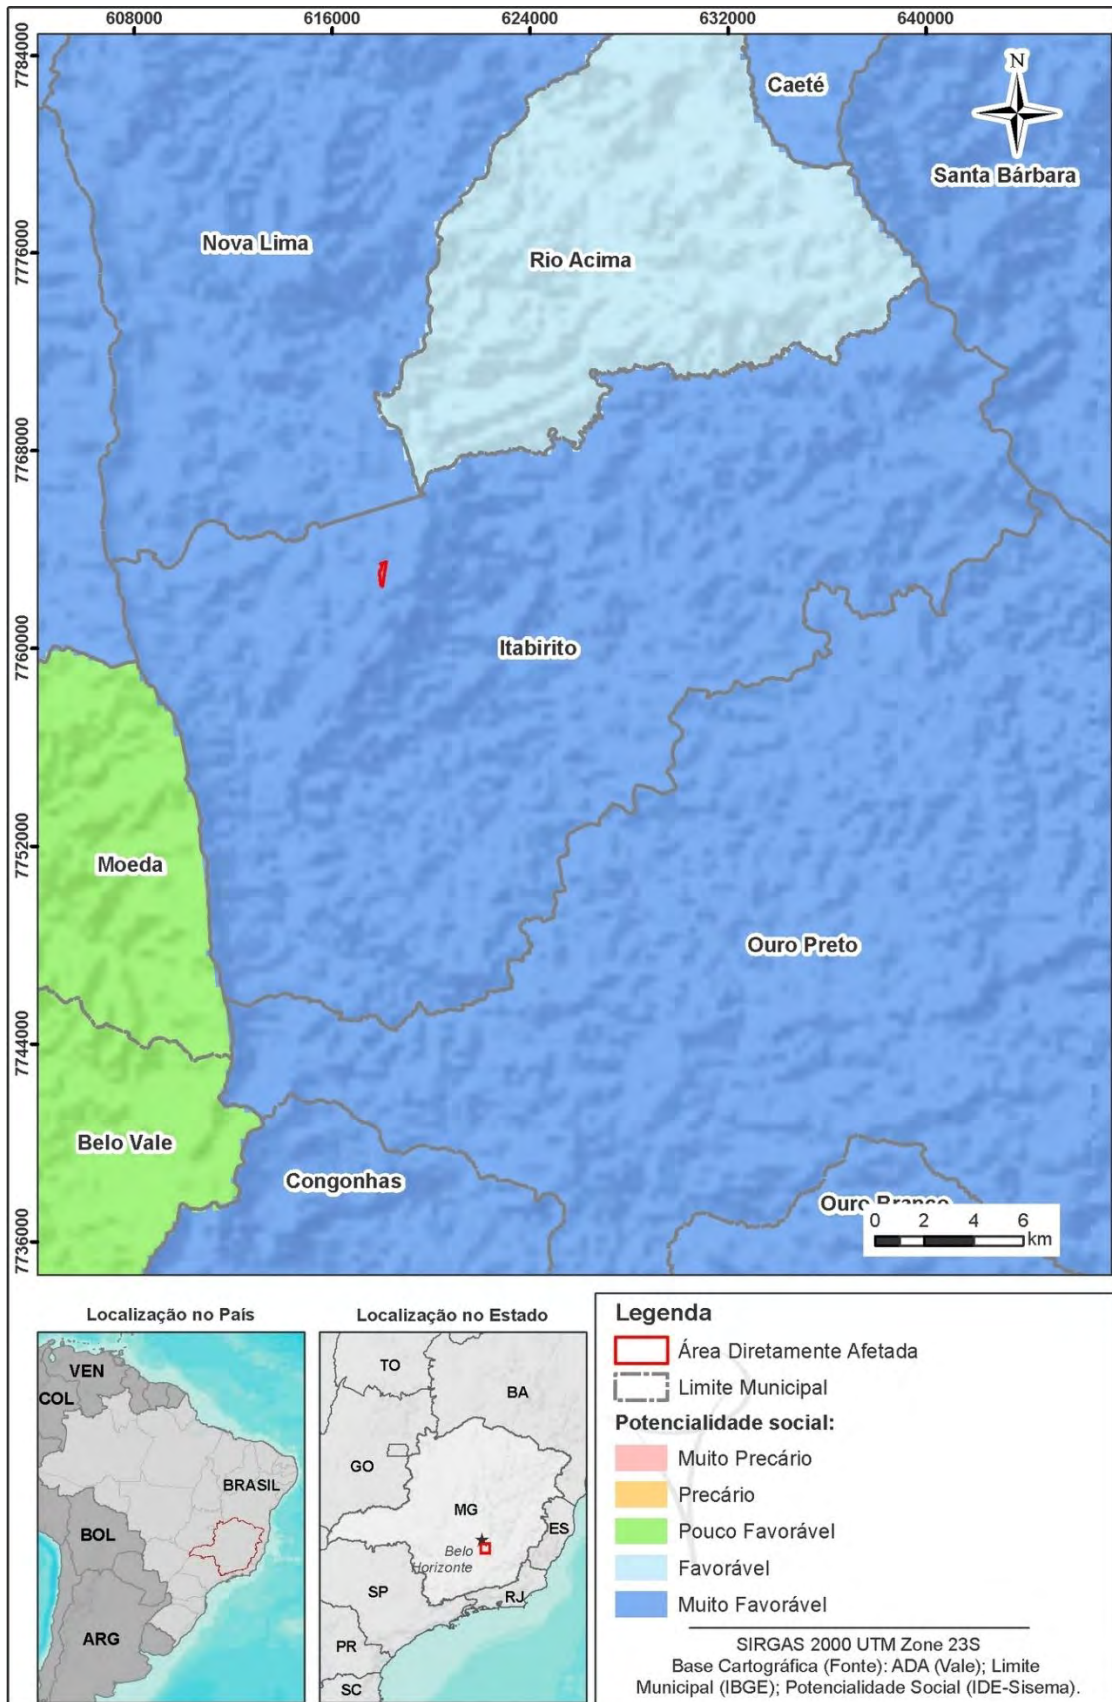 608000 616000 624000 632000 640000
7784000
N
Caeté
Santa Bárbara
Nova Lima
7776000
Rio Acima
7768000
Itabirito
7760000
Moeda
7752000
Ouro Preto
7744000
Belo Vale
Congonhas
Ouro Branco
7736000
0 2 4 6
km
Localização no País
VEN
COL
BRASIL
BOL
ARG
Localização no Estado
TO
BA
GO
MG
ES
Belo
Horizonte
SP
RJ
PR
SC
Legenda
Área Diretamente Afetada
Limite Municipal
Potencialidade social:
Muito Precário
Precário
Pouco Favorável
Favorável
Muito Favorável
SIRGAS 2000 UTM Zone 23S
Base Cartográfica (Fonte): ADA (Vale); Limite
Municipal (IBGE); Potencialidade Social (IDE-Sisema).